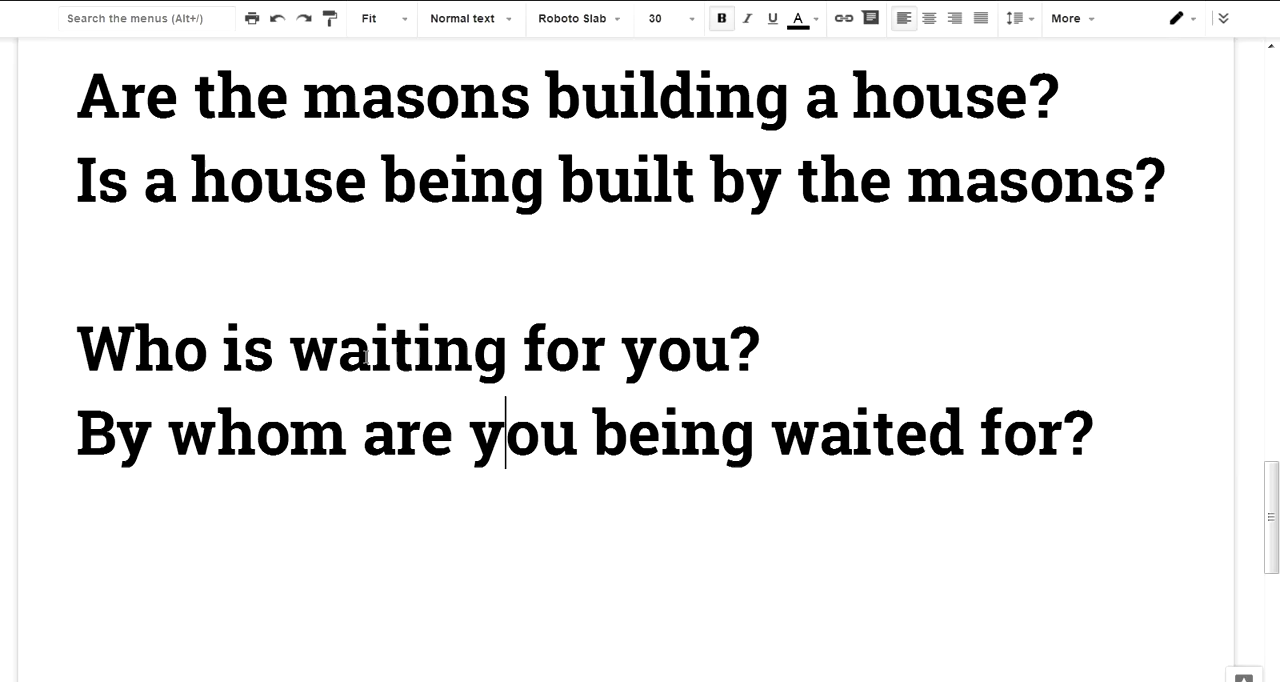 Search the menus (Alt+/) Fit Normal text Roboto Slab 30 B I U A More
Are the masons building a house?
Is a house being built by the masons?
Who is waiting for you?
By whom are you being waited for?